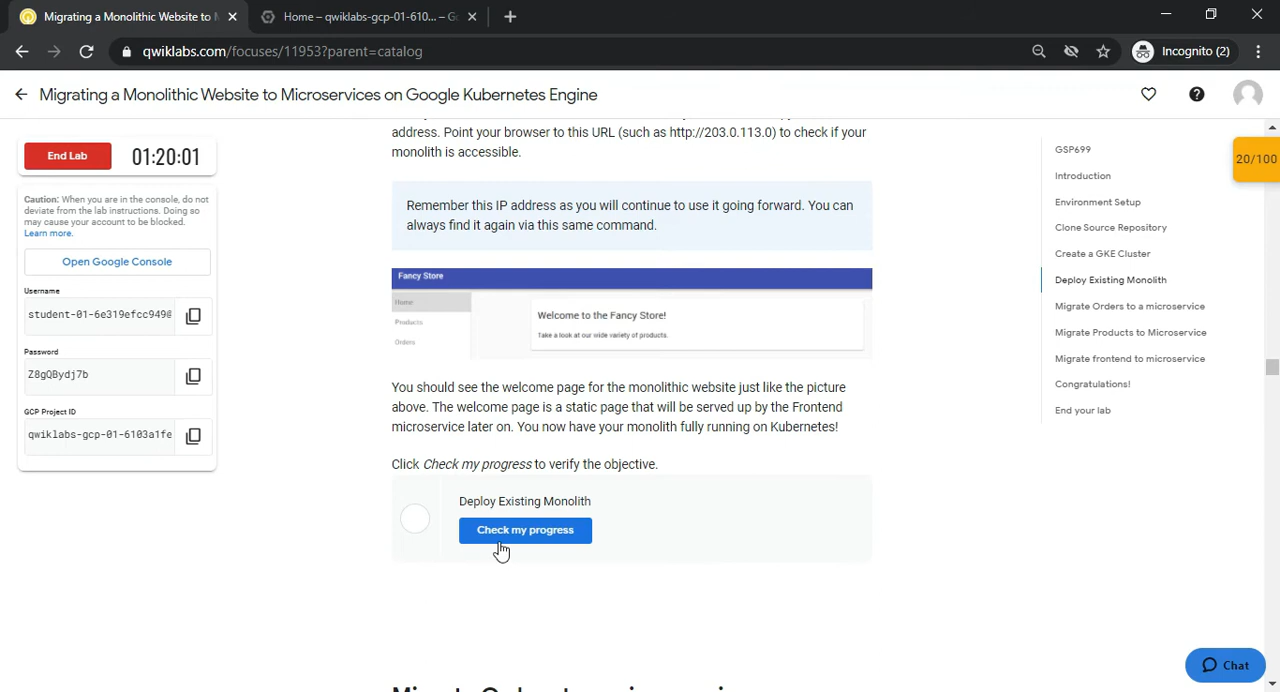 Migrating a Monolithic Website to M
Home – qwiklabs-gcp-01-610... – Go
qwiklabs.com/focuses/11953?parent=catalog
Incognito (2)
Migrating a Monolithic Website to Microservices on Google Kubernetes Engine
End Lab
01:20:01
Caution: When you are in the console, do not
deviate from the lab instructions. Doing so
may cause your account to be blocked.
Learn more.
Open Google Console
Username
student-01-6e319efcc949@
Password
Z8gQBydj7b
GCP Project ID
qwiklabs-gcp-01-6103a1fe
address. Point your browser to this URL (such as http://203.0.113.0) to check if your
monolith is accessible.
Remember this IP address as you will continue to use it going forward. You can
always find it again via this same command.
Fancy Store
Home
Products
Orders
Welcome to the Fancy Store!
Take a look at our wide variety of products.
You should see the welcome page for the monolithic website just like the picture
above. The welcome page is a static page that will be served up by the Frontend
microservice later on. You now have your monolith fully running on Kubernetes!
Click Check my progress to verify the objective.
Deploy Existing Monolith
Check my progress
GSP699
Introduction
Environment Setup
Clone Source Repository
Create a GKE Cluster
Deploy Existing Monolith
Migrate Orders to a microservice
Migrate Products to Microservice
Migrate frontend to microservice
Congratulations!
End your lab
20/100
Chat